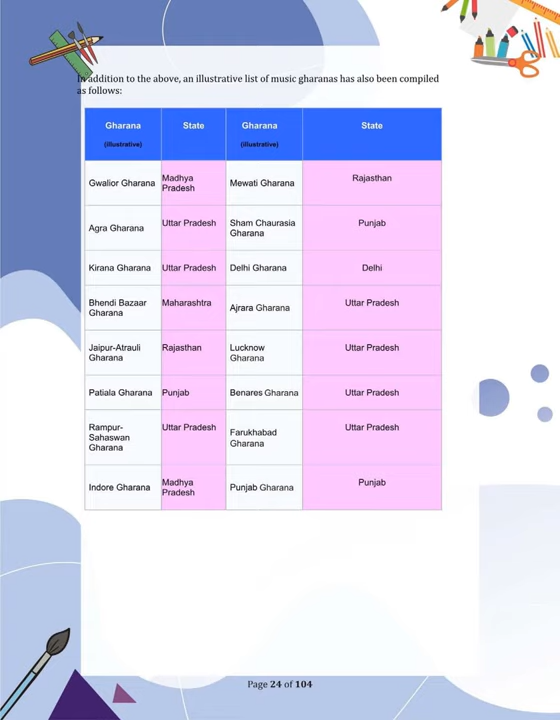 In addition to the above, an illustrative list of music gharanas has also been compiled
as follows:
Gharana State Gharana State
(illustrative) (illustrative)
Gwalior Gharana Madhya Pradesh Mewati Gharana Rajasthan
Agra Gharana Uttar Pradesh Sham Chaurasia Gharana Punjab
Kirana Gharana Uttar Pradesh Delhi Gharana Delhi
Bhendi Bazaar Gharana Maharashtra Ajrara Gharana Uttar Pradesh
Jaipur-Atrauli Gharana Rajasthan Lucknow Gharana Uttar Pradesh
Patiala Gharana Punjab Benares Gharana Uttar Pradesh
Rampur-Sahaswan Gharana Uttar Pradesh Farukhabad Gharana Uttar Pradesh
Indore Gharana Madhya Pradesh Punjab Gharana Punjab
Page 24 of 104